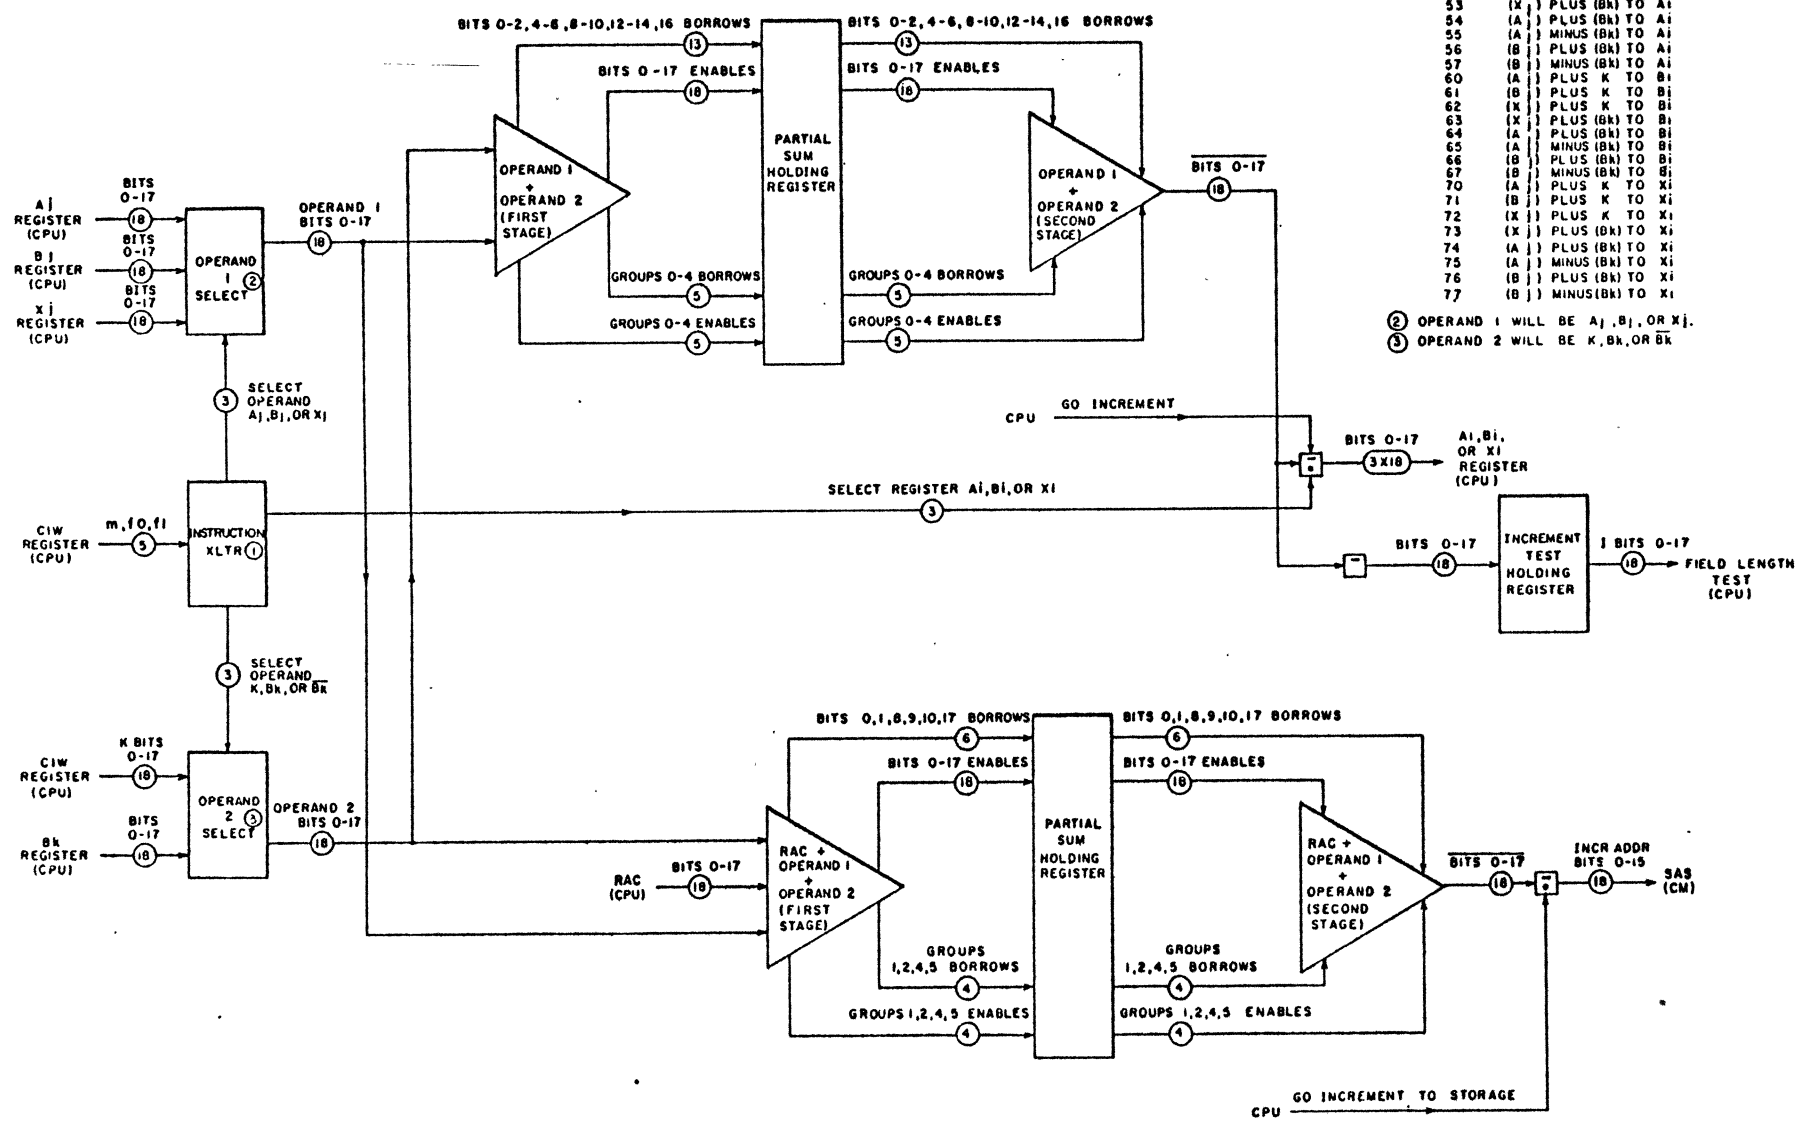 BITS 0-2,4-6,8-10,12-14,16 BORROWS
13
BITS 0-17 ENABLES
18
BITS 0-2,4-6,8-10,12-14,16 BORROWS
13
BITS 0-17 ENABLES
18
OPERAND 1
+
OPERAND 2
(FIRST
STAGE)
PARTIAL
SUM
HOLDING
REGISTER
OPERAND 1
+
OPERAND 2
(SECOND
STAGE)
BITS 0-17
18
GROUPS 0-4 BORROWS
5
GROUPS 0-4 ENABLES
5
GROUPS 0-4 BORROWS
5
GROUPS 0-4 ENABLES
5
53 (Xj) PLUS (Bk) TO Ai
54 (Aj) PLUS (Bk) TO Ai
55 (Aj) MINUS (Bk) TO Ai
56 (Bj) PLUS (Bk) TO Ai
57 (Bj) MINUS (Bk) TO Ai
60 (Aj) PLUS K TO Bi
61 (Bj) PLUS K TO Bi
62 (Xj) PLUS K TO Bi
63 (Xj) PLUS (Bk) TO Bi
64 (Aj) PLUS (Bk) TO Bi
65 (Aj) MINUS (Bk) TO Bi
66 (Bj) PLUS (Bk) TO Bi
67 (Bj) MINUS (Bk) TO Bi
70 (Aj) PLUS K TO Xi
71 (Bj) PLUS K TO Xi
72 (Xj) PLUS K TO Xi
73 (Xj) PLUS (Bk) TO Xi
74 (Aj) PLUS (Bk) TO Xi
75 (Aj) MINUS (Bk) TO Xi
76 (Bj) PLUS (Bk) TO Xi
77 (Bj) MINUS (Bk) TO Xi
② OPERAND 1 WILL BE Aj, Bj, OR Xj.
③ OPERAND 2 WILL BE K, Bk, OR B̅k̅
Aj
REGISTER
(CPU)
BITS
0-17
18
Bj
REGISTER
(CPU)
BITS
0-17
18
Xj
REGISTER
(CPU)
BITS
0-17
18
OPERAND
1
SELECT ②
OPERAND 1
BITS 0-17
18
3
SELECT
OPERAND
Aj,Bj,OR Xj
CIW
REGISTER
(CPU)
m,f0,f1
5
INSTRUCTION
XLTR ①
SELECT REGISTER Ai,Bi,OR Xi
3
CPU
GO INCREMENT
-
BITS 0-17
3X18
Ai,Bi,
OR Xi
REGISTER
(CPU)
-
BITS 0-17
18
INCREMENT
TEST
HOLDING
REGISTER
I BITS 0-17
18
FIELD LENGTH
TEST
(CPU)
3
SELECT
OPERAND
K,Bk,OR B̅k̅
CIW
REGISTER
(CPU)
K BITS
0-17
18
Bk
REGISTER
(CPU)
BITS
0-17
18
OPERAND
2 ③
SELECT
OPERAND 2
BITS 0-17
18
RAC
(CPU)
BITS 0-17
18
RAC +
OPERAND 1
+
OPERAND 2
(FIRST
STAGE)
BITS 0,1,8,9,10,17 BORROWS
6
BITS 0-17 ENABLES
18
GROUPS
1,2,4,5 BORROWS
4
GROUPS 1,2,4,5 ENABLES
4
PARTIAL
SUM
HOLDING
REGISTER
BITS 0,1,8,9,10,17 BORROWS
6
BITS 0-17 ENABLES
18
GROUPS
1,2,4,5 BORROWS
4
GROUPS 1,2,4,5 ENABLES
4
RAC +
OPERAND 1
+
OPERAND 2
(SECOND
STAGE)
BITS 0-17
18
-
INCR ADDR
BITS 0-15
18
SAS
(CM)
CPU
GO INCREMENT TO STORAGE